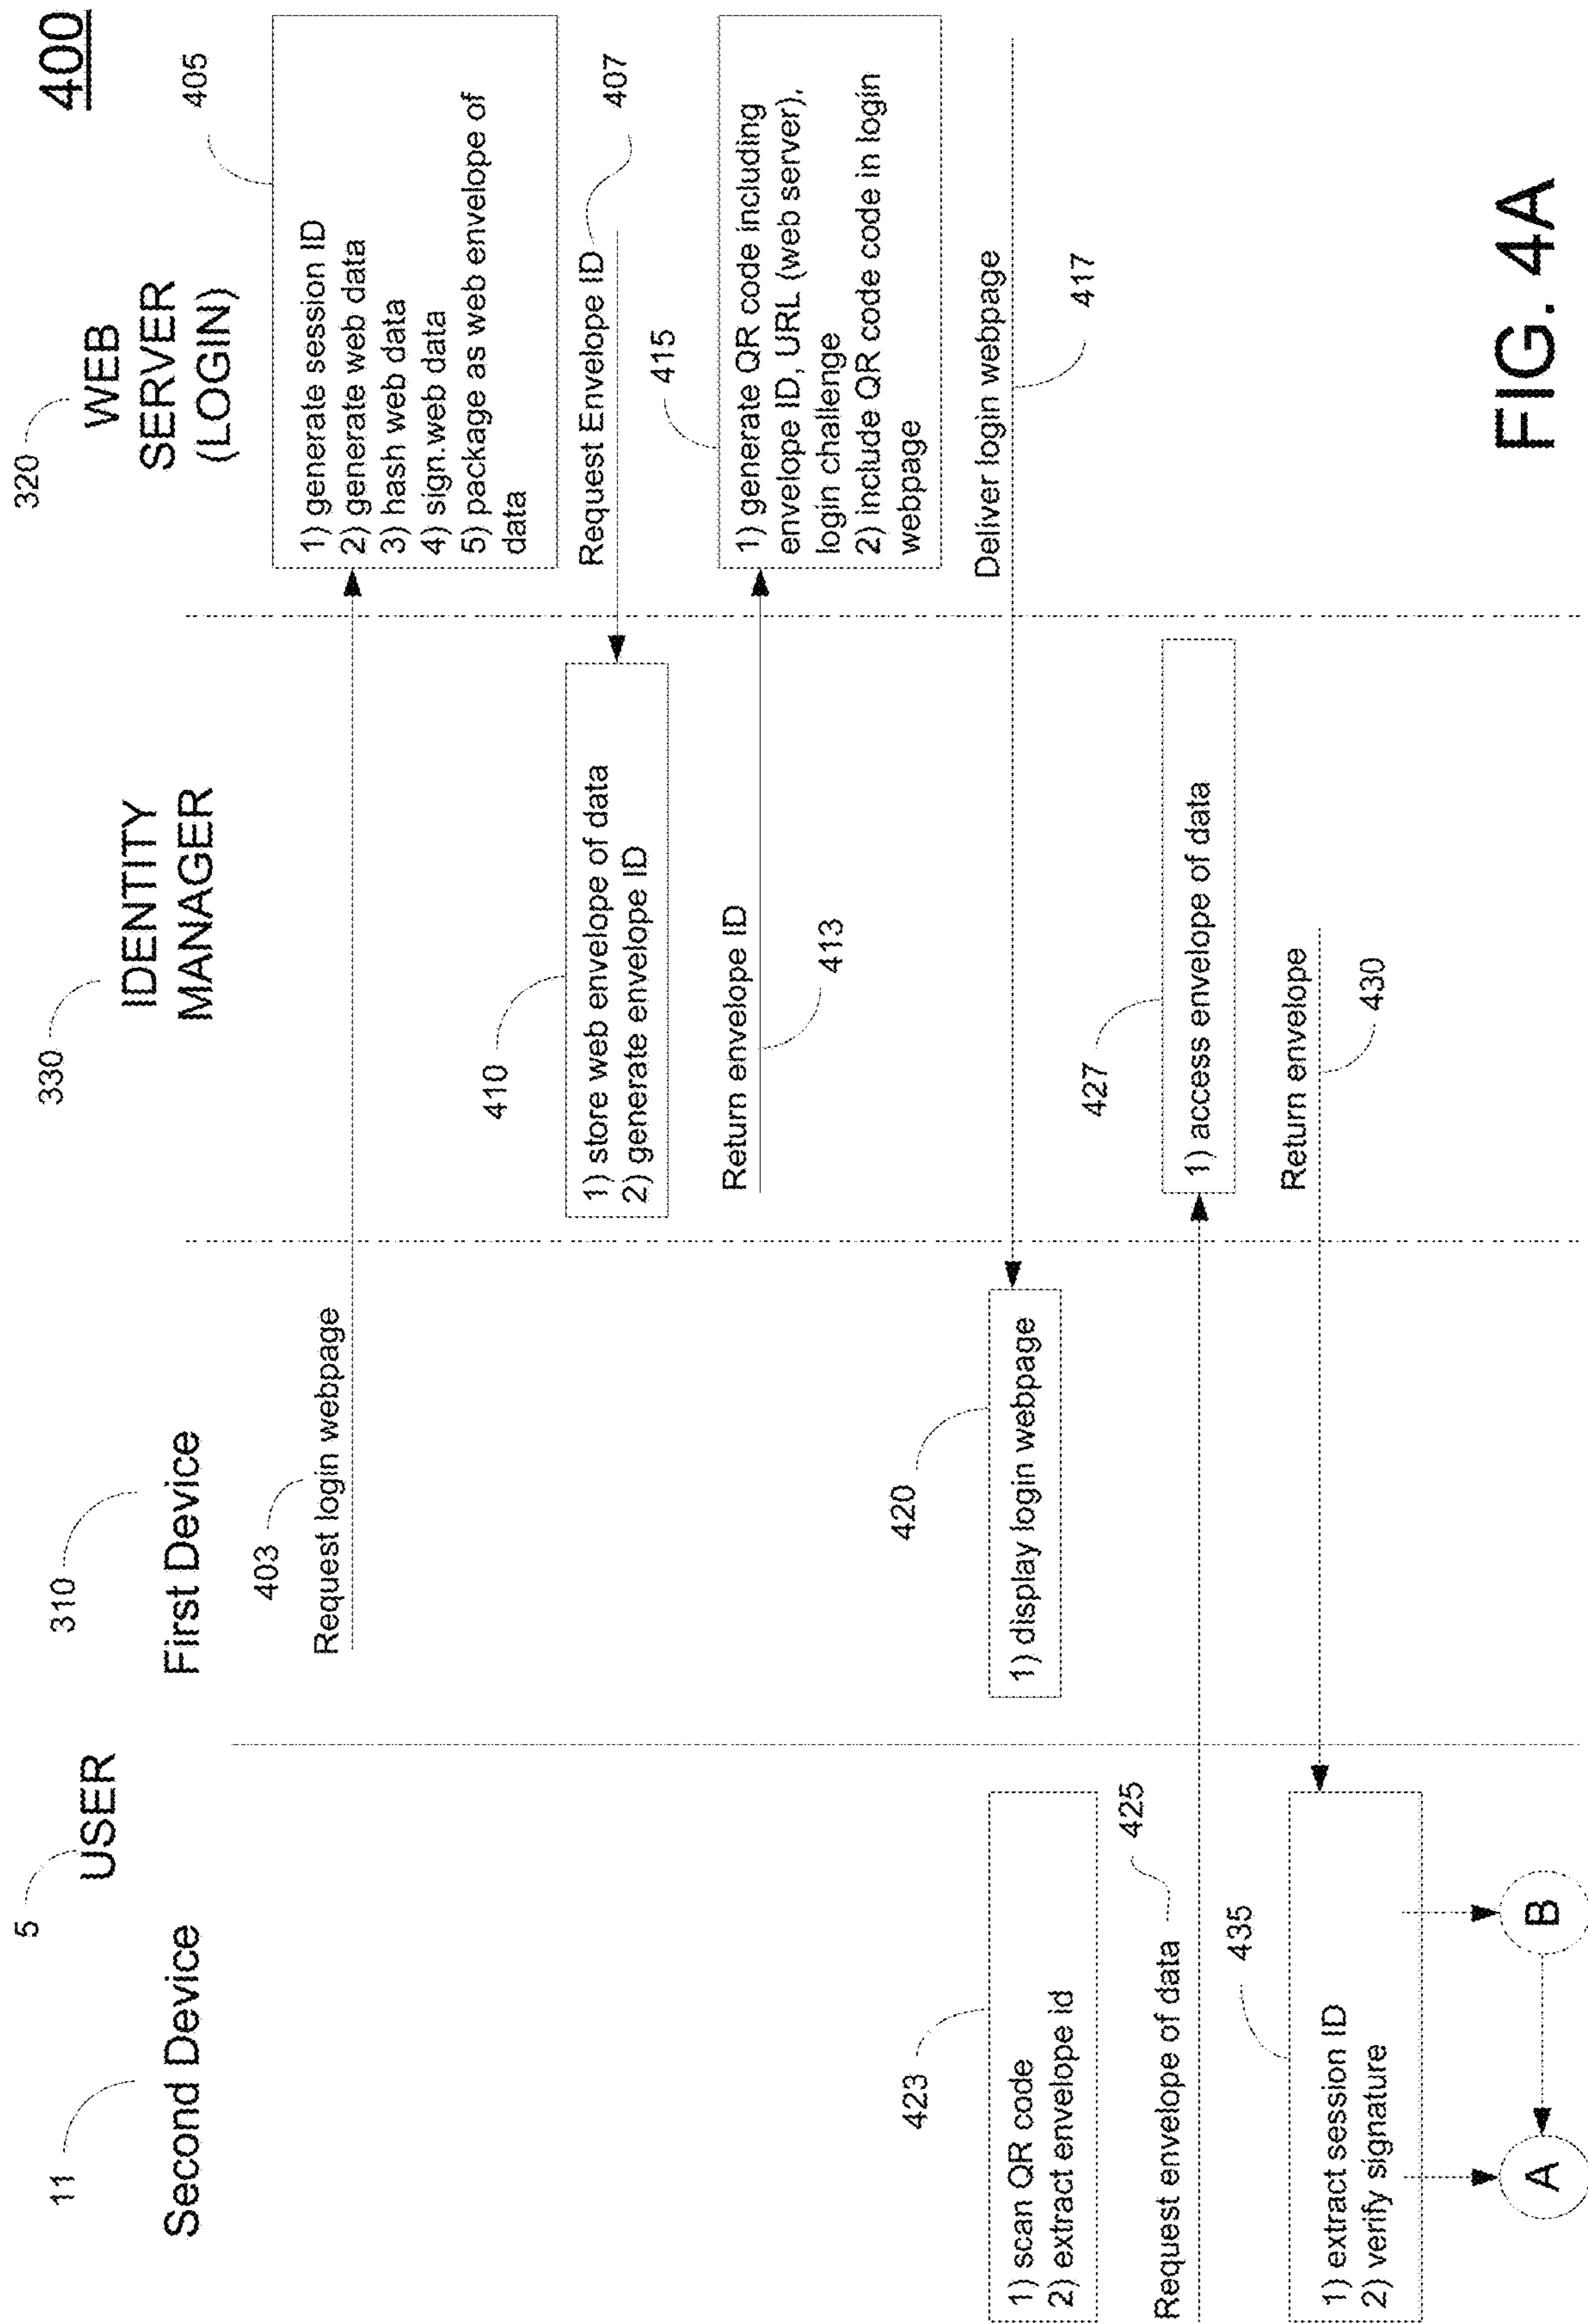 400
5
USER
11
Second Device
310
First Device
330
IDENTITY
MANAGER
320
WEB
SERVER
(LOGIN)
403
Request login webpage
405
1) generate session ID
2) generate web data
3) hash web data
4) sign.web data
5) package as web envelope of
data
Request Envelope ID
407
410
1) store web envelope of data
2) generate envelope ID
Return envelope ID
413
415
1) generate QR code including
envelope ID, URL (web server),
login challenge
2) include QR code code in login
webpage
Deliver login webpage
417
420
1) display login webpage
423
1) scan QR code
2) extract envelope id
Request envelope of data
425
427
1) access envelope of data
Return envelope
430
435
1) extract session ID
2) verify signature
A
B
FIG. 4A